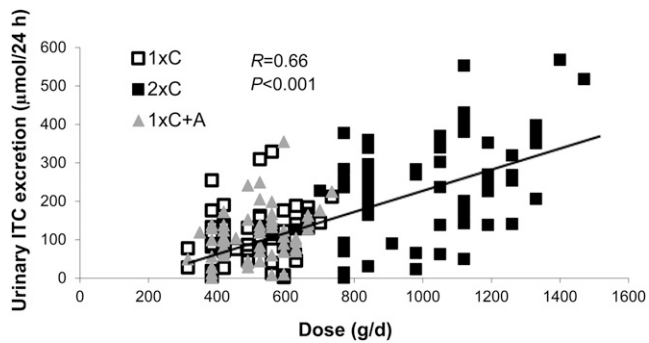 Urinary ITC excretion (μmol/24 h)
600
500
400
300
200
100
0
1xC
2xC
1xC+A
R=0.66
P<0.001
0 200 400 600 800 1000 1200 1400 1600
Dose (g/d)